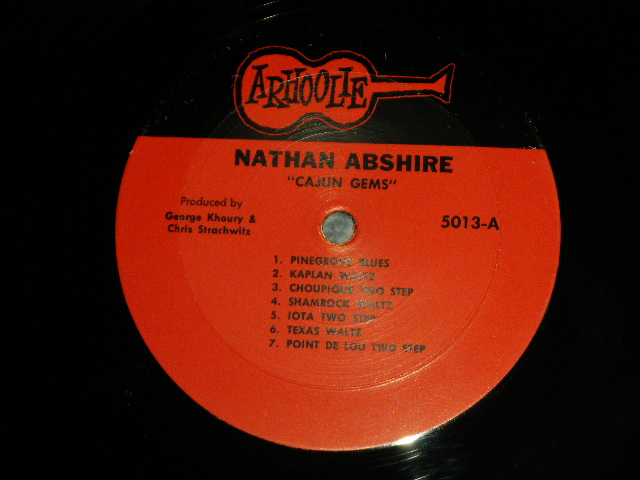 ARHOOLIE
NATHAN ABSHIRE
"CAJUN GEMS"
Produced by
George Khoury &
Chris Strachwitz
5013-A
1. PINEGROVE BLUES
2. KAPLAN WALTZ
3. CHOUPIQUE TWO STEP
4. SHAMROCK WALTZ
5. IOTA TWO STEP
6. TEXAS WALTZ
7. POINT DE LOU TWO STEP